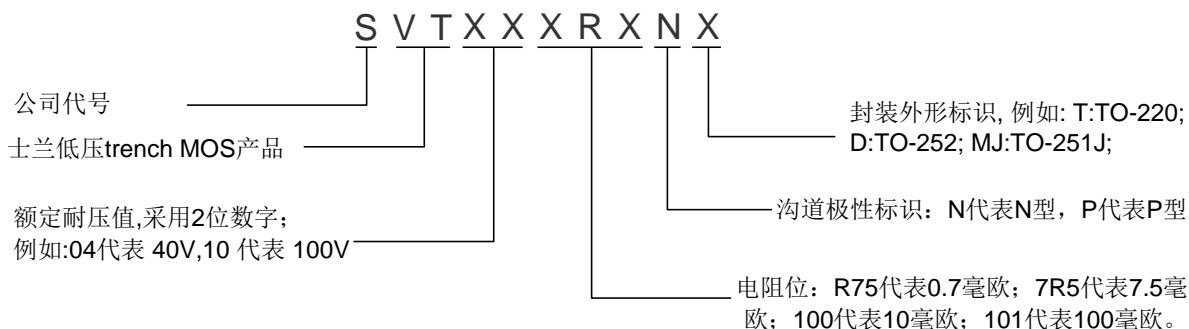 S V T X X X R X N X
公司代号
士兰低压trench MOS产品
额定耐压值,采用2位数字；
例如:04代表 40V,10 代表 100V
封装外形标识, 例如: T:TO-220;
D:TO-252; MJ:TO-251J;
沟道极性标识：N代表N型，P代表P型
电阻位：R75代表0.7毫欧；7R5代表7.5毫
欧；100代表10毫欧；101代表100毫欧。